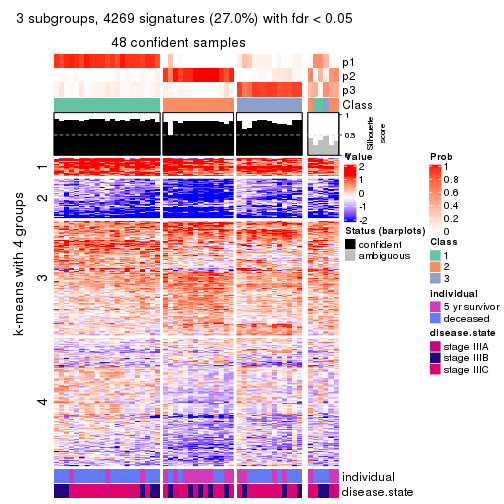 3 subgroups, 4269 signatures (27.0%) with fdr < 0.05
48 confident samples
p1
p2
p3
Class
1
0.5
0
Silhouette
score
k-means with 4 groups
1
2
3
4
individual
disease.state
Value
2
1
0
-1
-2
Status (barplots)
confident
ambiguous
Prob
1
0.8
0.6
0.4
0.2
0
Class
1
2
3
individual
5 yr survivor
deceased
disease.state
stage IIIA
stage IIIB
stage IIIC